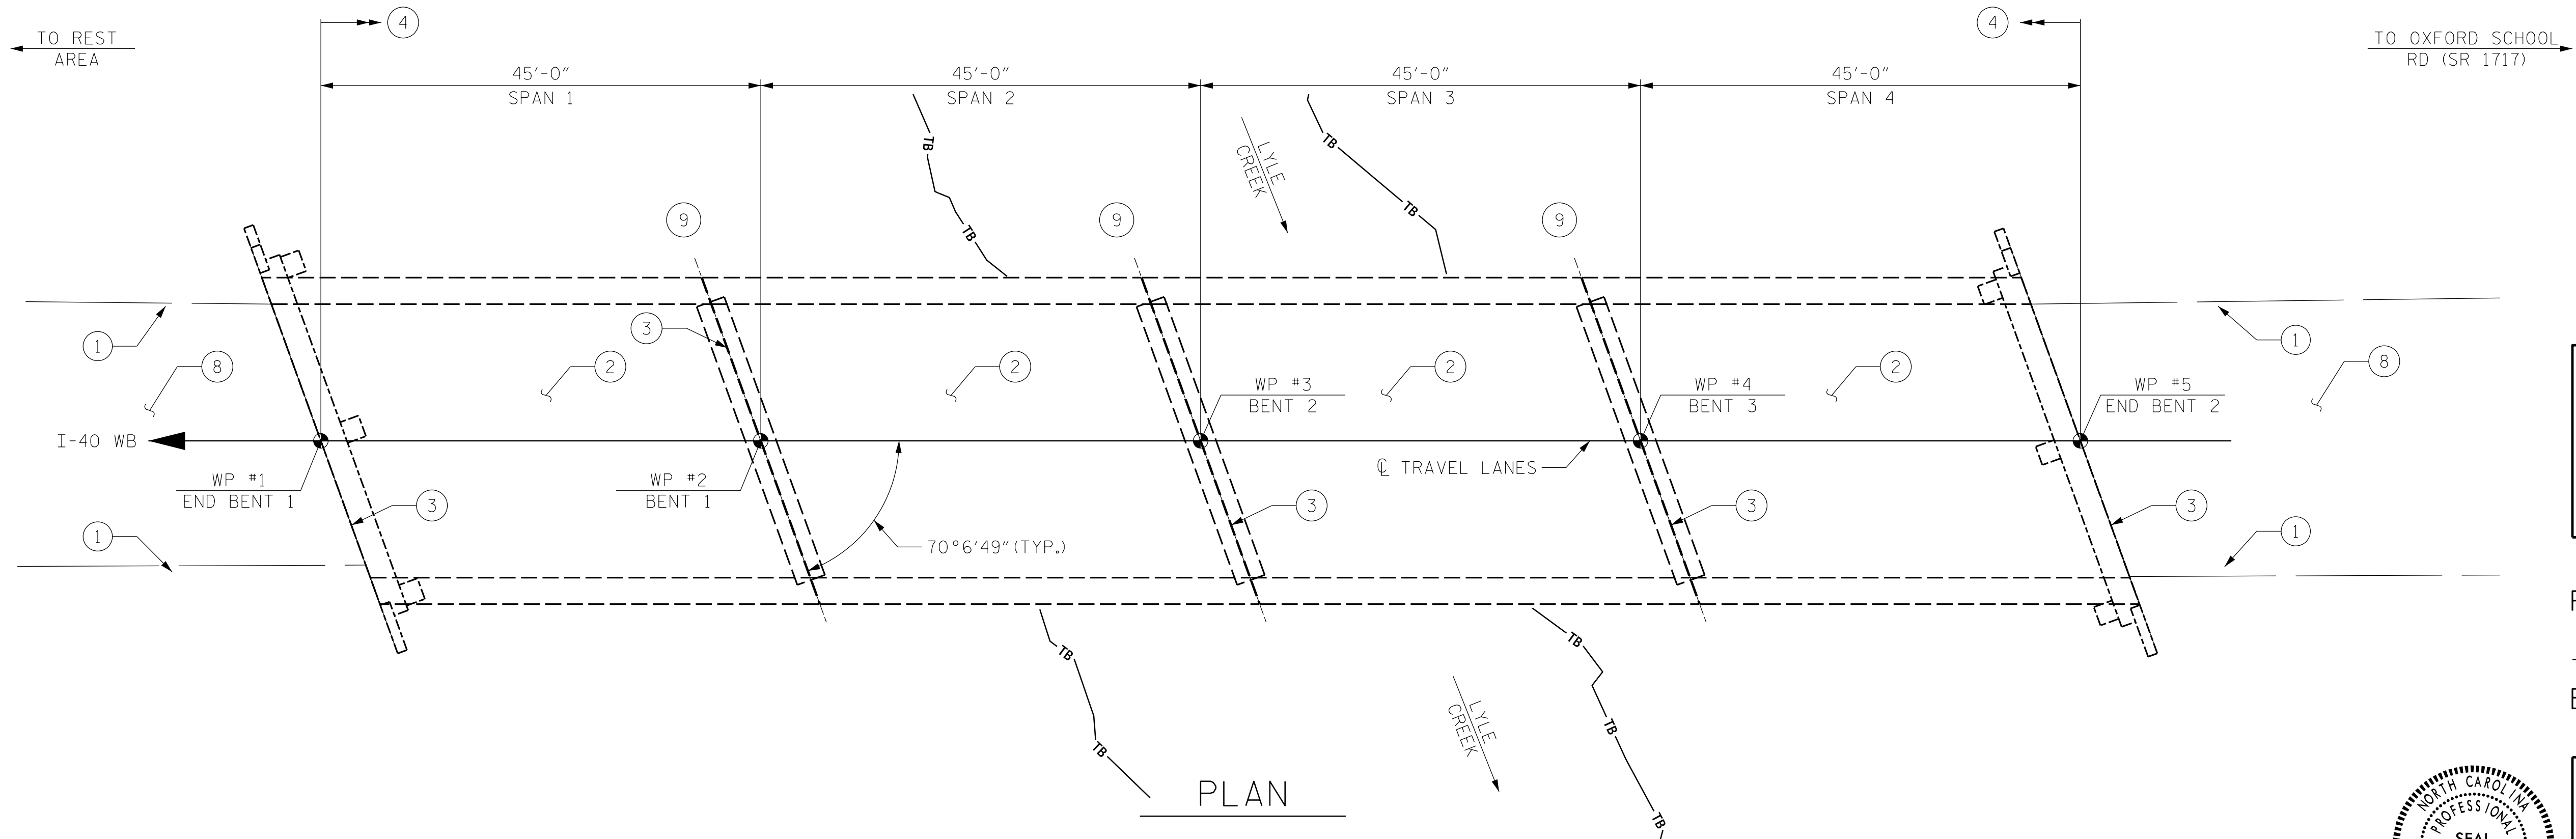 TO REST
AREA
4
4
TO OXFORD SCHOOL
RD (SR 1717)
45'-0"
SPAN 1
45'-0"
SPAN 2
45'-0"
SPAN 3
45'-0"
SPAN 4
TB
TB
LYLE
CREEK
TB
TB
9
9
9
1
8
3
2
2
2
2
1
8
WP #3
BENT 2
WP #4
BENT 3
WP #5
END BENT 2
I-40 WB
WP #1
END BENT 1
WP #2
BENT 1
℄ TRAVEL LANES
3
3
3
3
1
1
70°6'49"(TYP.)
TB
TB
TB
TB
TB
LYLE
CREEK
PLAN
NORTH CAROLINA
PROFESSIONAL
SEAL